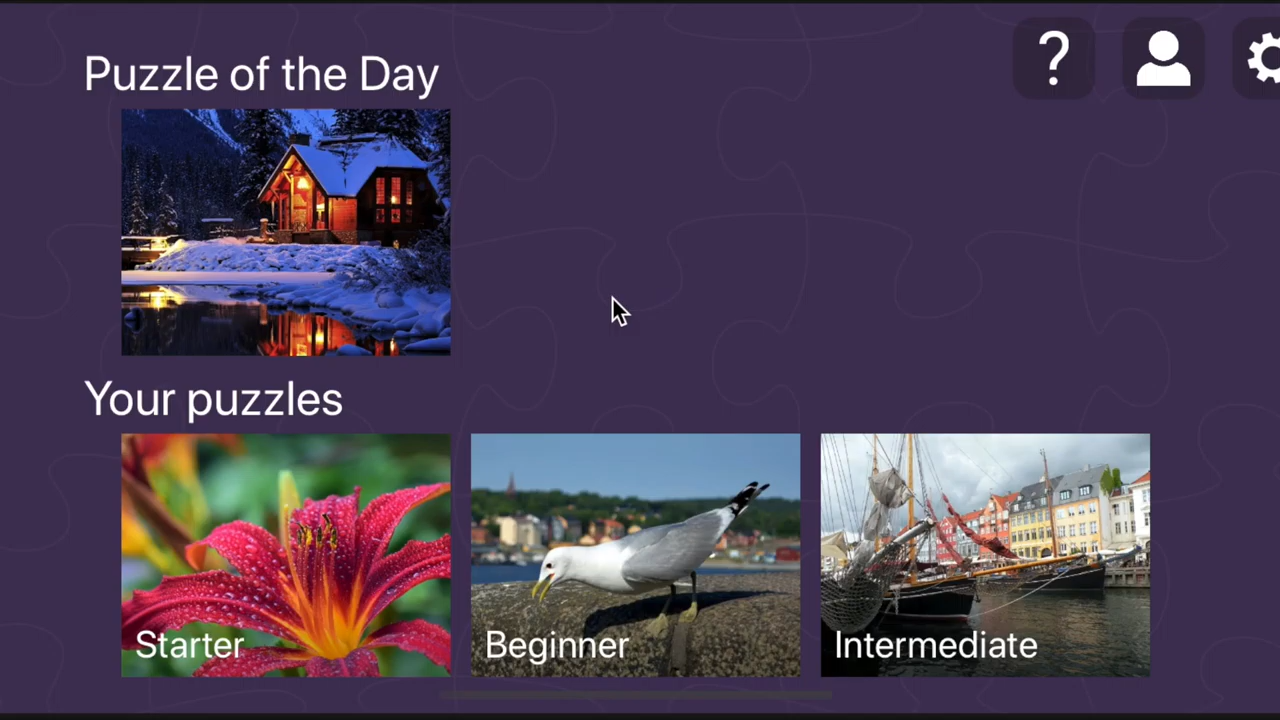 Puzzle of the Day
?
Your puzzles
Starter
Beginner
Intermediate